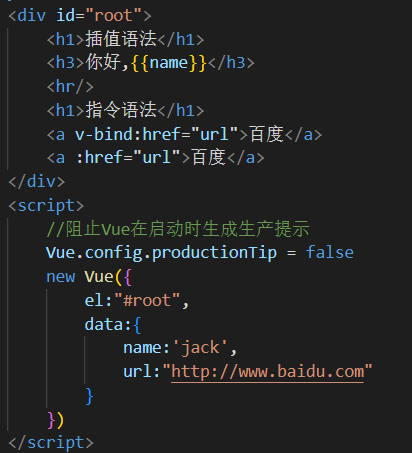 <div id="root">
    <h1>插值语法</h1>
    <h3>你好,{{name}}</h3>
    <hr/>
    <h1>指令语法</h1>
    <a v-bind:href="url">百度</a>
    <a :href="url">百度</a>
</div>
<script>
    //阻止Vue在启动时生成生产提示
    Vue.config.productionTip = false
    new Vue({
        el:"#root",
        data:{
            name:'jack',
            url:"http://www.baidu.com"
        }
    })
</script>